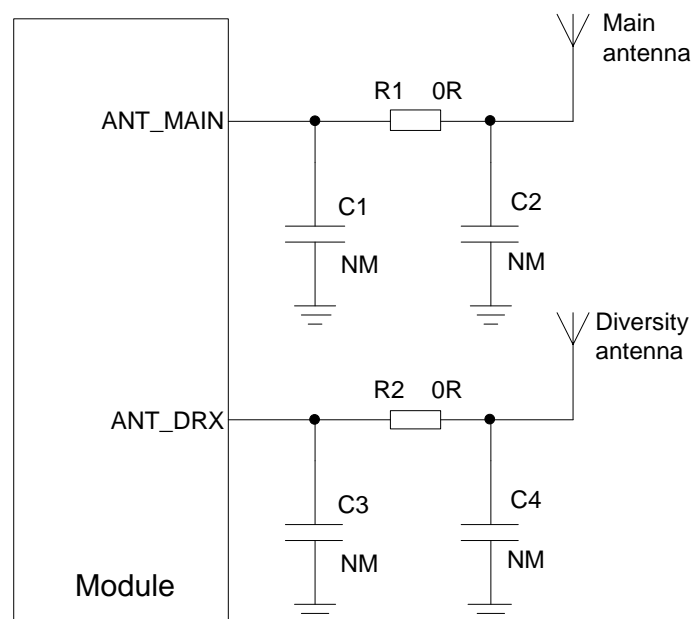 Main
antenna
R1 0R
ANT_MAIN
C1
C2
NM
NM
Diversity
antenna
R2 0R
ANT_DRX
C3
C4
NM
NM
Module